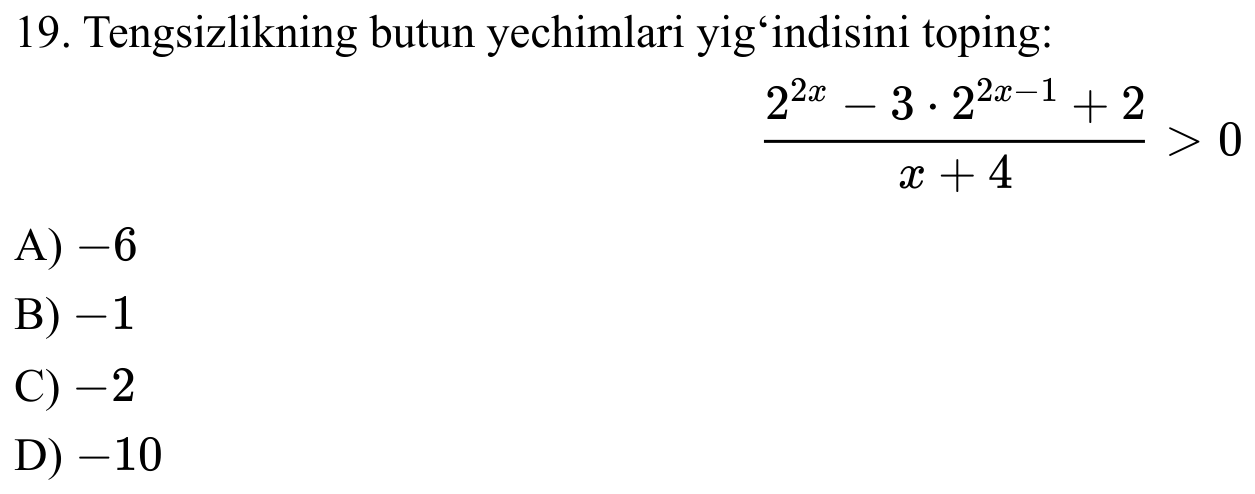 19. Tengsizlikning butun yechimlari yig‘indisini toping:
\frac{2^{2x} − 3 · 2^{2x−1} + 2}{x + 4} > 0
A) −6
B) −1
C) −2
D) −10